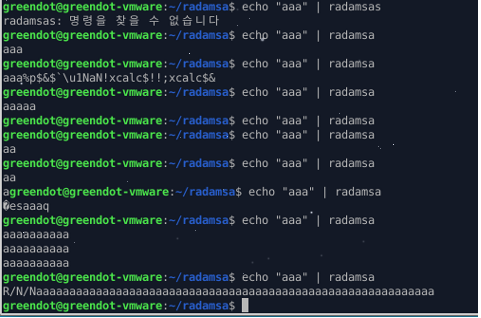 greendot@greendot-vmware:~/radamsa$ echo "aaa" | radamsas
radamsas: 명령을 찾을 수 없습니다
greendot@greendot-vmware:~/radamsa$ echo "aaa" | radamsa
aaa
greendot@greendot-vmware:~/radamsa$ echo "aaa" | radamsa
aaa%p$&$`\u1NaN!xcalc$!!;xcalc$&
greendot@greendot-vmware:~/radamsa$ echo "aaa" | radamsa
aaaaa
greendot@greendot-vmware:~/radamsa$ echo "aaa" | radamsa
greendot@greendot-vmware:~/radamsa$ echo "aaa" | radamsa
aa
greendot@greendot-vmware:~/radamsa$ echo "aaa" | radamsa
aa
agreendot@greendot-vmware:~/radamsa$ echo "aaa" | radamsa
�esaaaq
greendot@greendot-vmware:~/radamsa$ echo "aaa" | radamsa
aaaaaaaaaa
aaaaaaaaaa
aaaaaaaaaa
greendot@greendot-vmware:~/radamsa$ echo "aaa" | radamsa
R/N/Naaaaaaaaaaaaaaaaaaaaaaaaaaaaaaaaaaaaaaaaaaaaaaaaaaaaaaaaaaaaaaa
greendot@greendot-vmware:~/radamsa$